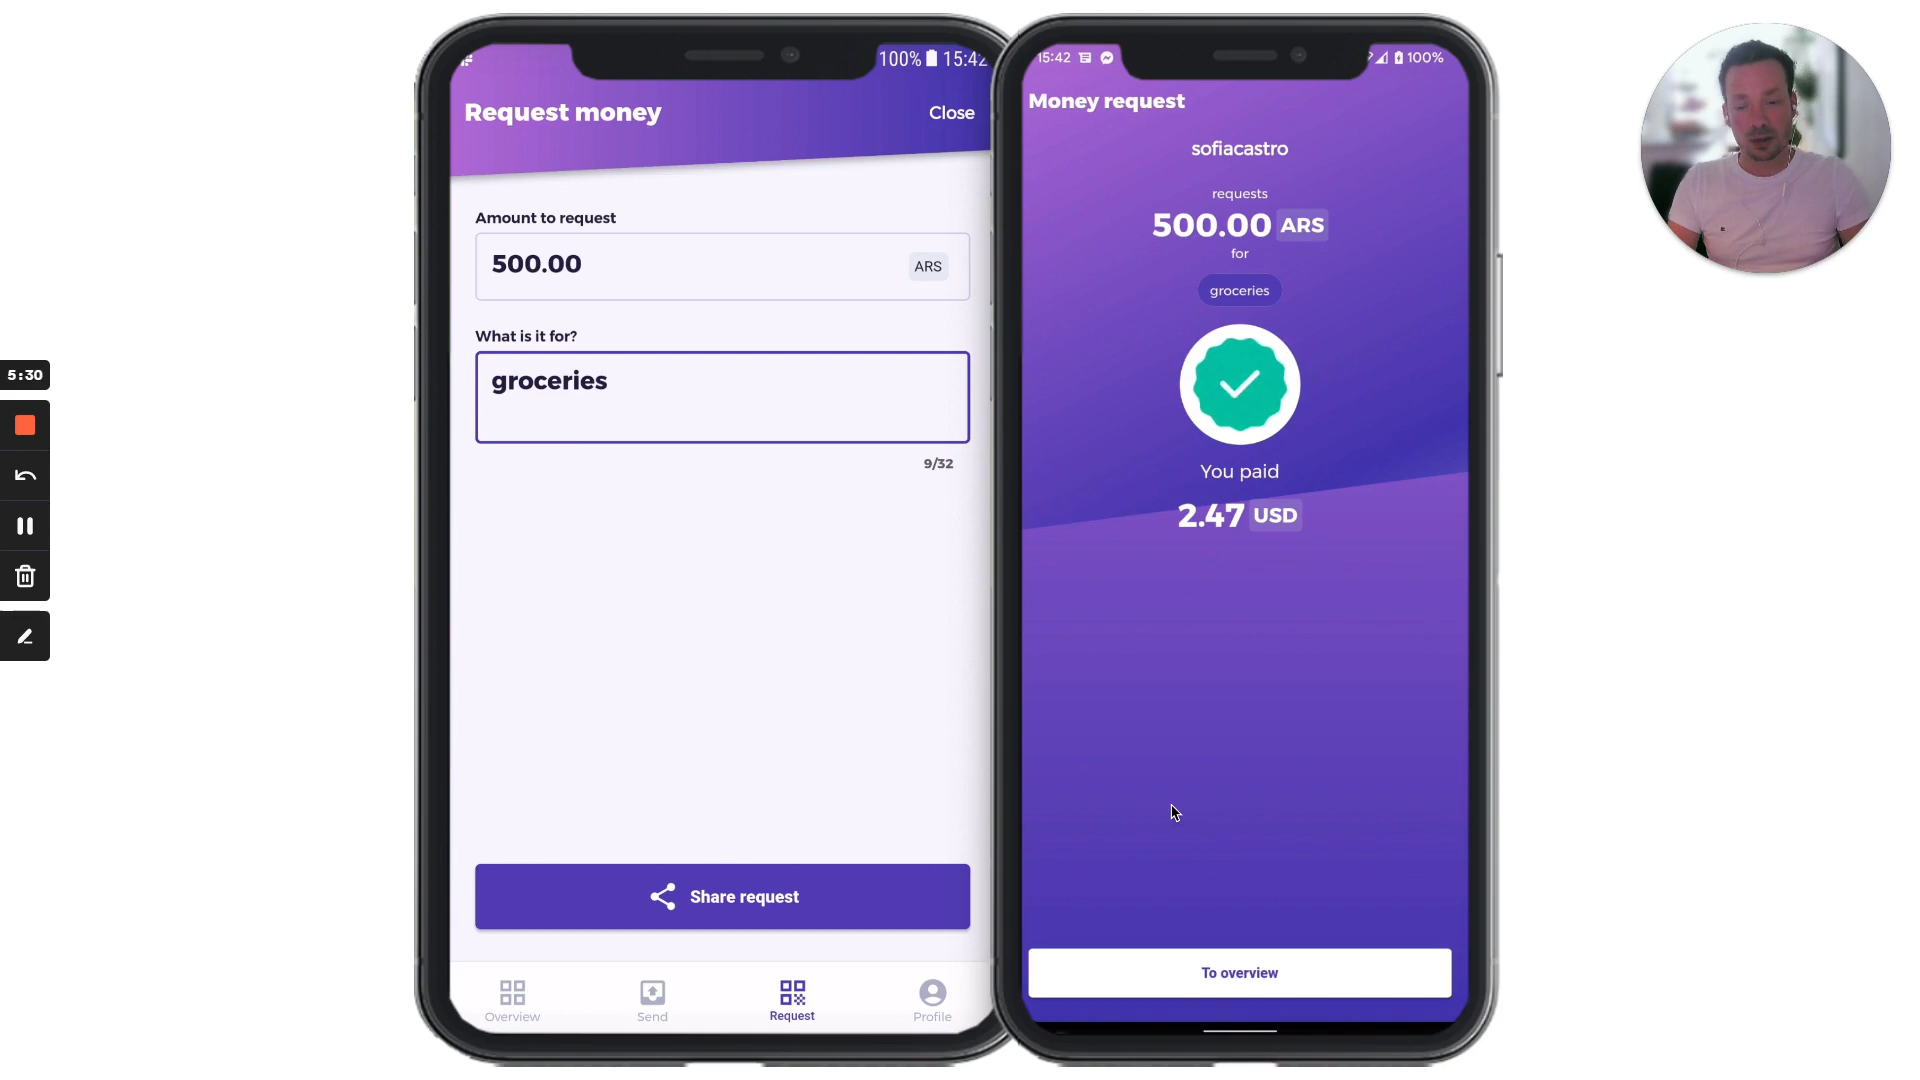 100% 15:42
Request money
Close
Amount to request
500.00
ARS
What is it for?
groceries
9/32
Share request
Overview
Send
Request
Profile
15:42
100%
Money request
sofiacastro
requests
500.00 ARS
for
groceries
You paid
2.47 USD
To overview
5:30